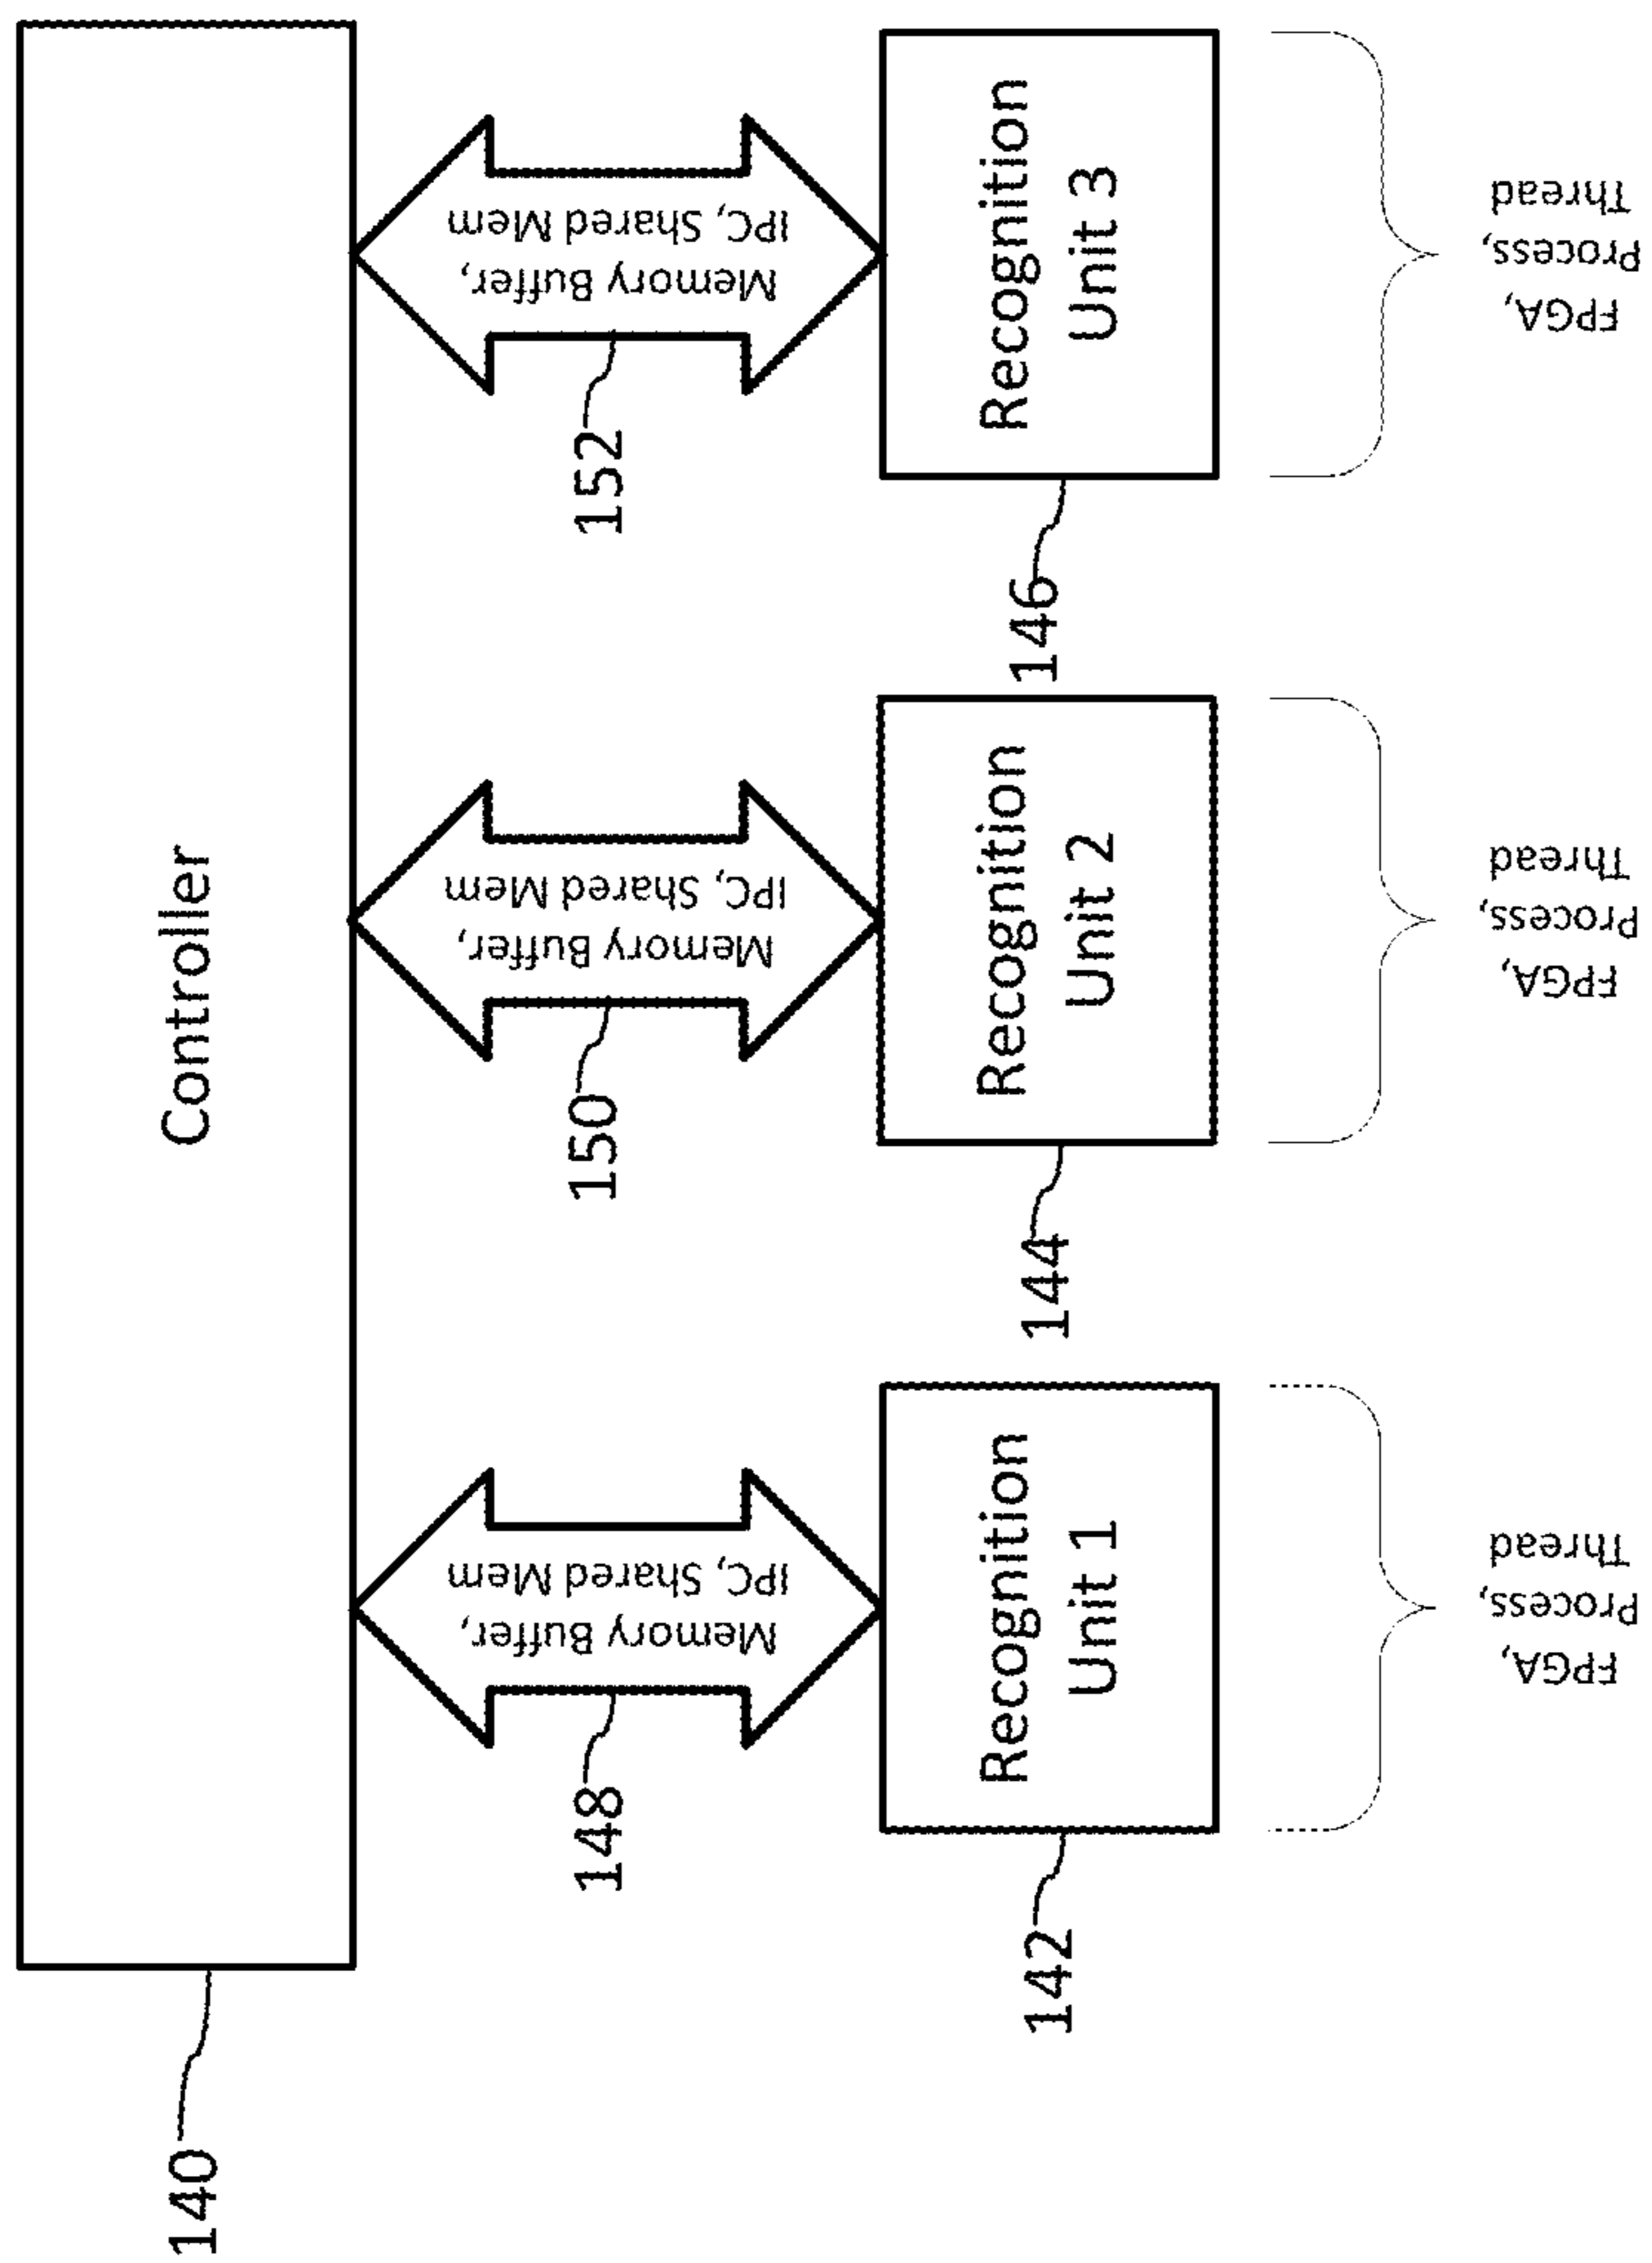 Controller
140
148
Memory Buffer,
IPC, Shared Mem
150
Memory Buffer,
IPC, Shared Mem
152
Memory Buffer,
IPC, Shared Mem
142
Recognition
Unit 1
144
Recognition
Unit 2
146
Recognition
Unit 3
FPGA,
Process,
Thread
FPGA,
Process,
Thread
FPGA,
Process,
Thread